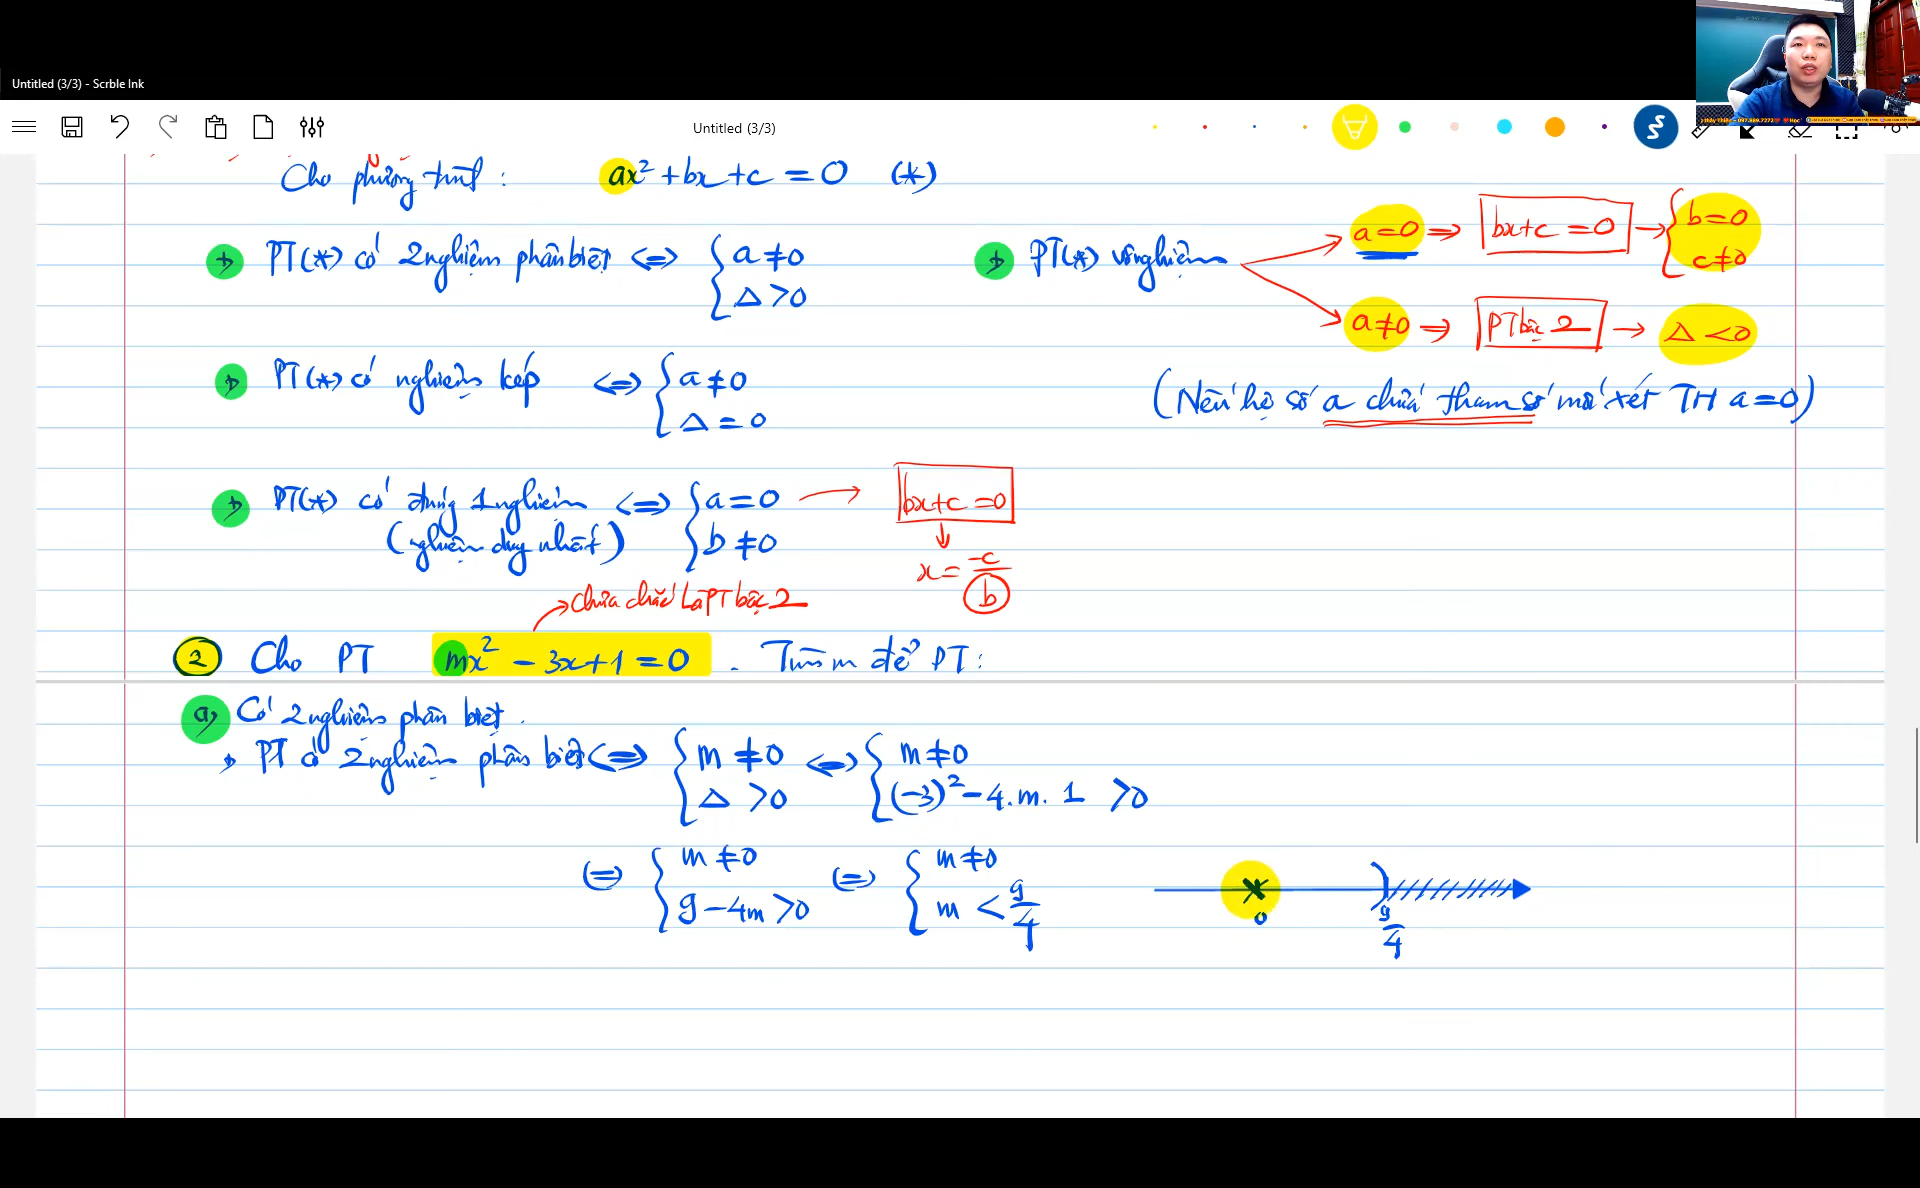 Untitled (3/3) - Scrble Ink
Untitled (3/3)
Cho phương trình : ax² + bx + c = 0 (*)
PT(*) có 2 nghiệm phân biệt ⇔ { a ≠ 0
Δ > 0
PT(*) vô nghiệm
a = 0 ⇒ bx + c = 0 → { b = 0
c ≠ 0
a ≠ 0 ⇒ PT bậc 2 → Δ < 0
(Nếu hệ số a chứa tham số mới xét TH a = 0)
PT(*) có nghiệm kép ⇔ { a ≠ 0
Δ = 0
PT(*) có đúng 1 nghiệm ⇔ { a = 0 → bx + c = 0
(nghiệm duy nhất) b ≠ 0
x = -c/b
chưa chắc là PT bậc 2
2 Cho PT mx² - 3x + 1 = 0 . Tìm m để PT :
a, Có 2 nghiệm phân biệt .
PT có 2 nghiệm phân biệt ⇔ { m ≠ 0 ⇔ { m ≠ 0
Δ > 0 (-3)² - 4.m.1 > 0
⇔ { m ≠ 0 ⇔ { m ≠ 0
9 - 4m > 0 m < 9/4
0 9/4